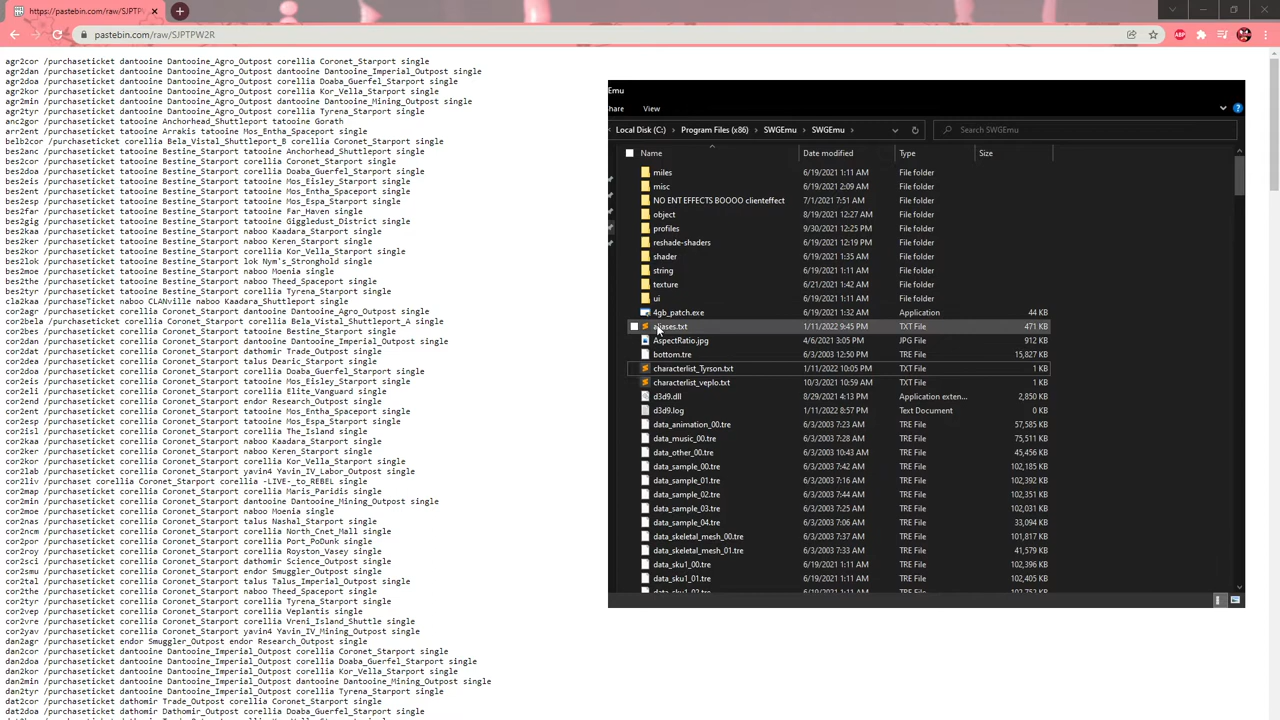 https://pastebin.com/raw/SJPTPW2R
pastebin.com/raw/SJPTPW2R
agr2cor /purchaseticket dantooine Dantooine_Agro_Outpost corellia Coronet_Starport single
agr2dan /purchaseticket dantooine Dantooine_Agro_Outpost dantooine Dantooine_Imperial_Outpost single
agr2doa /purchaseticket dantooine Dantooine_Agro_Outpost corellia Doaba_Guerfel_Starport single
agr2kor /purchaseticket dantooine Dantooine_Agro_Outpost corellia Kor_Vella_Starport single
agr2min /purchaseticket dantooine Dantooine_Agro_Outpost dantooine Dantooine_Mining_Outpost single
agr2tyr /purchaseticket dantooine Dantooine_Agro_Outpost corellia Tyrena_Starport single
anc2gor /purchaseticket tatooine Anchorhead_Shuttleport tatooine Gorath
arr2ent /purchaseticket tatooine Arrakis tatooine Mos_Entha_Spaceport single
belb2cor /purchaseticket corellia Bela_Vistal_Shuttleport_B corellia Coronet_Starport single
bes2anc /purchaseticket tatooine Bestine_Starport tatooine Anchorhead_Shuttleport single
bes2cor /purchaseticket tatooine Bestine_Starport corellia Coronet_Starport single
bes2doa /purchaseticket tatooine Bestine_Starport corellia Doaba_Guerfel_Starport single
bes2eis /purchaseticket tatooine Bestine_Starport tatooine Mos_Eisley_Starport single
bes2ent /purchaseticket tatooine Bestine_Starport tatooine Mos_Entha_Spaceport single
bes2esp /purchaseticket tatooine Bestine_Starport tatooine Mos_Espa_Starport single
bes2far /purchaseticket tatooine Bestine_Starport tatooine Far_Haven single
bes2gig /purchaseticket tatooine Bestine_Starport tatooine Giggledust_District single
bes2kaa /purchaseticket tatooine Bestine_Starport naboo Kaadara_Starport single
bes2ker /purchaseticket tatooine Bestine_Starport naboo Keren_Starport single
bes2kor /purchaseticket tatooine Bestine_Starport corellia Kor_Vella_Starport single
bes2lok /purchaseticket tatooine Bestine_Starport lok Nym's_Stronghold single
bes2moe /purchaseticket tatooine Bestine_Starport naboo Moenia single
bes2the /purchaseticket tatooine Bestine_Starport naboo Theed_Spaceport single
bes2tyr /purchaseticket tatooine Bestine_Starport corellia Tyrena_Starport single
cla2kaa /purchaseTicket naboo CLANville naboo Kaadara_Shuttleport single
cor2agr /purchaseticket corellia Coronet_Starport dantooine Dantooine_Agro_Outpost single
cor2bela /purchaseticket corellia Coronet_Starport corellia Bela_Vistal_Shuttleport_A single
cor2bes /purchaseticket corellia Coronet_Starport tatooine Bestine_Starport single
cor2dan /purchaseticket corellia Coronet_Starport dantooine Dantooine_Imperial_Outpost single
cor2dat /purchaseticket corellia Coronet_Starport dathomir Trade_Outpost single
cor2dea /purchaseticket corellia Coronet_Starport talus Dearic_Starport single
cor2doa /purchaseticket corellia Coronet_Starport corellia Doaba_Guerfel_Starport single
cor2eis /purchaseticket corellia Coronet_Starport tatooine Mos_Eisley_Starport single
cor2eli /purchaseticket corellia Coronet_Starport corellia Elite_Vanguard single
cor2end /purchaseticket corellia Coronet_Starport endor Research_Outpost single
cor2ent /purchaseticket corellia Coronet_Starport tatooine Mos_Entha_Spaceport single
cor2esp /purchaseticket corellia Coronet_Starport tatooine Mos_Espa_Starport single
cor2isl /purchaseticket corellia Coronet_Starport corellia The_Island single
cor2kaa /purchaseticket corellia Coronet_Starport naboo Kaadara_Starport single
cor2ker /purchaseticket corellia Coronet_Starport naboo Keren_Starport single
cor2kor /purchaseticket corellia Coronet_Starport corellia Kor_Vella_Starport single
cor2lab /purchaseticket corellia Coronet_Starport yavin4 Yavin_IV_Labor_Outpost single
cor2liv /purchaset corellia Coronet_Starport corellia -LIVE-_to_REBEL single
cor2map /purchaseticket corellia Coronet_Starport corellia Maris_Paridis single
cor2min /purchaseticket corellia Coronet_Starport dantooine Dantooine_Mining_Outpost single
cor2moe /purchaseticket corellia Coronet_Starport naboo Moenia single
cor2nas /purchaseticket corellia Coronet_Starport talus Nashal_Starport single
cor2ncm /purchaseticket corellia Coronet_Starport corellia North_Cnet_Mall single
cor2por /purchaseticket corellia Coronet_Starport corellia Port_PoDunk single
cor2roy /purchaseticket corellia Coronet_Starport corellia Royston_Vasey single
cor2sci /purchaseticket corellia Coronet_Starport dathomir Science_Outpost single
cor2smu /purchaseticket corellia Coronet_Starport endor Smuggler_Outpost single
cor2tal /purchaseticket corellia Coronet_Starport talus Talus_Imperial_Outpost single
cor2the /purchaseticket corellia Coronet_Starport naboo Theed_Spaceport single
cor2tyr /purchaseticket corellia Coronet_Starport corellia Tyrena_Starport single
cor2vep /purchaseticket corellia Coronet_Starport corellia Veplantis single
cor2vre /purchaseticket corellia Coronet_Starport corellia Vreni_Island_Shuttle single
cor2yav /purchaseticket corellia Coronet_Starport yavin4 Yavin_IV_Mining_Outpost single
dan2agr /purchaseticket endor Smuggler_Outpost endor Research_Outpost single
dan2cor /purchaseticket dantooine Dantooine_Imperial_Outpost corellia Coronet_Starport single
dan2doa /purchaseticket dantooine Dantooine_Imperial_Outpost corellia Doaba_Guerfel_Starport single
dan2kor /purchaseticket dantooine Dantooine_Imperial_Outpost corellia Kor_Vella_Starport single
dan2min /purchaseticket dantooine Dantooine_Imperial_Outpost dantooine Dantooine_Mining_Outpost single
dan2tyr /purchaseticket dantooine Dantooine_Imperial_Outpost corellia Tyrena_Starport single
dat2cor /purchaseticket dathomir Trade_Outpost corellia Coronet_Starport single
dat2doa /purchaseticket dathomir Dathomir_Trade_Outpost corellia Doaba_Guerfel_Starport single
Emu
hare View
Local Disk (C:) Program Files (x86) SWGEmu SWGEmu Search SWGEmu
Name Date modified Type Size
miles 6/19/2021 1:11 AM File folder
misc 6/19/2021 2:09 AM File folder
NO ENT EFFECTS BOOOO clienteffect 7/1/2021 7:51 AM File folder
object 8/19/2021 12:27 AM File folder
profiles 9/30/2021 12:25 PM File folder
reshade-shaders 6/19/2021 12:19 PM File folder
shader 6/19/2021 1:35 AM File folder
string 6/19/2021 1:11 AM File folder
texture 6/21/2021 1:42 AM File folder
ui 6/19/2021 1:11 AM File folder
4gb_patch.exe 6/19/2021 1:32 AM Application 44 KB
aliases.txt 1/11/2022 9:45 PM TXT File 471 KB
AspectRatio.jpg 4/6/2021 3:05 PM JPG File 912 KB
bottom.tre 6/3/2003 12:50 PM TRE File 15,827 KB
characterlist_Tyrson.txt 1/11/2022 10:05 PM TXT File 1 KB
characterlist_veplo.txt 10/3/2021 10:59 AM TXT File 1 KB
d3d9.dll 8/29/2021 4:13 PM Application exten... 2,850 KB
d3d9.log 1/11/2022 8:57 PM Text Document 0 KB
data_animation_00.tre 6/3/2003 7:23 AM TRE File 57,585 KB
data_music_00.tre 6/3/2003 7:28 AM TRE File 75,511 KB
data_other_00.tre 6/3/2003 10:43 AM TRE File 45,456 KB
data_sample_00.tre 6/3/2003 7:42 AM TRE File 102,185 KB
data_sample_01.tre 6/3/2003 7:16 AM TRE File 102,392 KB
data_sample_02.tre 6/3/2003 7:44 AM TRE File 102,351 KB
data_sample_03.tre 6/3/2003 7:25 AM TRE File 102,031 KB
data_sample_04.tre 6/3/2003 7:06 AM TRE File 33,094 KB
data_skeletal_mesh_00.tre 6/3/2003 7:37 AM TRE File 101,817 KB
data_skeletal_mesh_01.tre 6/3/2003 7:33 AM TRE File 41,579 KB
data_sku1_00.tre 6/19/2021 1:11 AM TRE File 102,396 KB
data_sku1_01.tre 6/19/2021 1:11 AM TRE File 102,405 KB